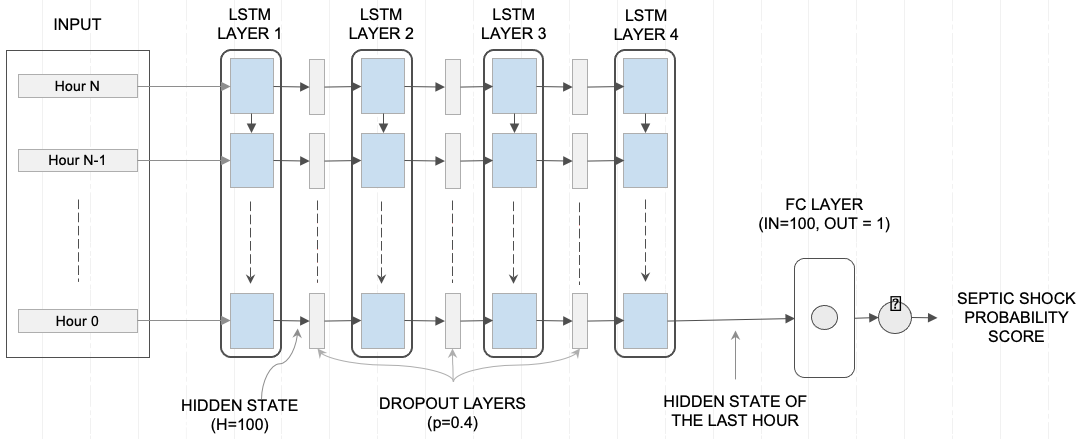 INPUT
LSTM
LAYER 1
LSTM
LAYER 2
LSTM
LAYER 3
LSTM
LAYER 4
Hour N
Hour N-1
Hour 0
FC LAYER
(IN=100, OUT = 1)
SEPTIC SHOCK
PROBABILITY
SCORE
HIDDEN STATE
(H=100)
DROPOUT LAYERS
(p=0.4)
HIDDEN STATE OF
THE LAST HOUR